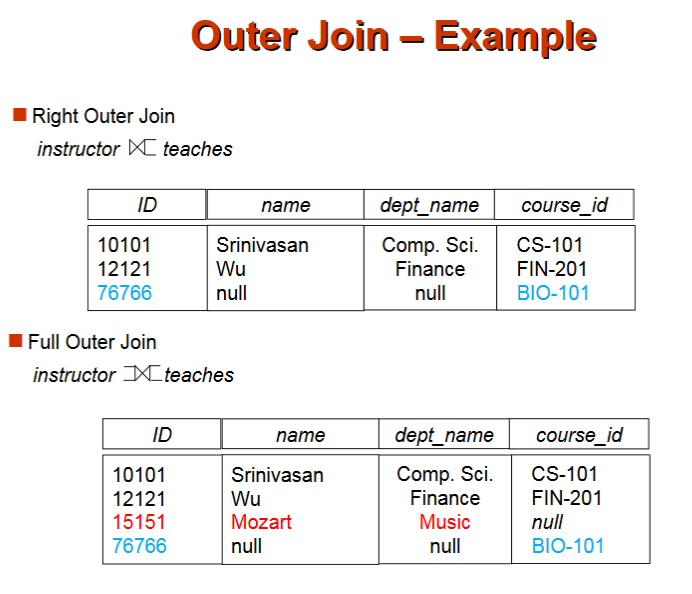 Outer Join – Example
Right Outer Join
instructor ⟖ teaches
ID name dept_name course_id
10101 Srinivasan Comp. Sci. CS-101
12121 Wu Finance FIN-201
76766 null null BIO-101
Full Outer Join
instructor ⟗ teaches
ID name dept_name course_id
10101 Srinivasan Comp. Sci. CS-101
12121 Wu Finance FIN-201
15151 Mozart Music null
76766 null null BIO-101